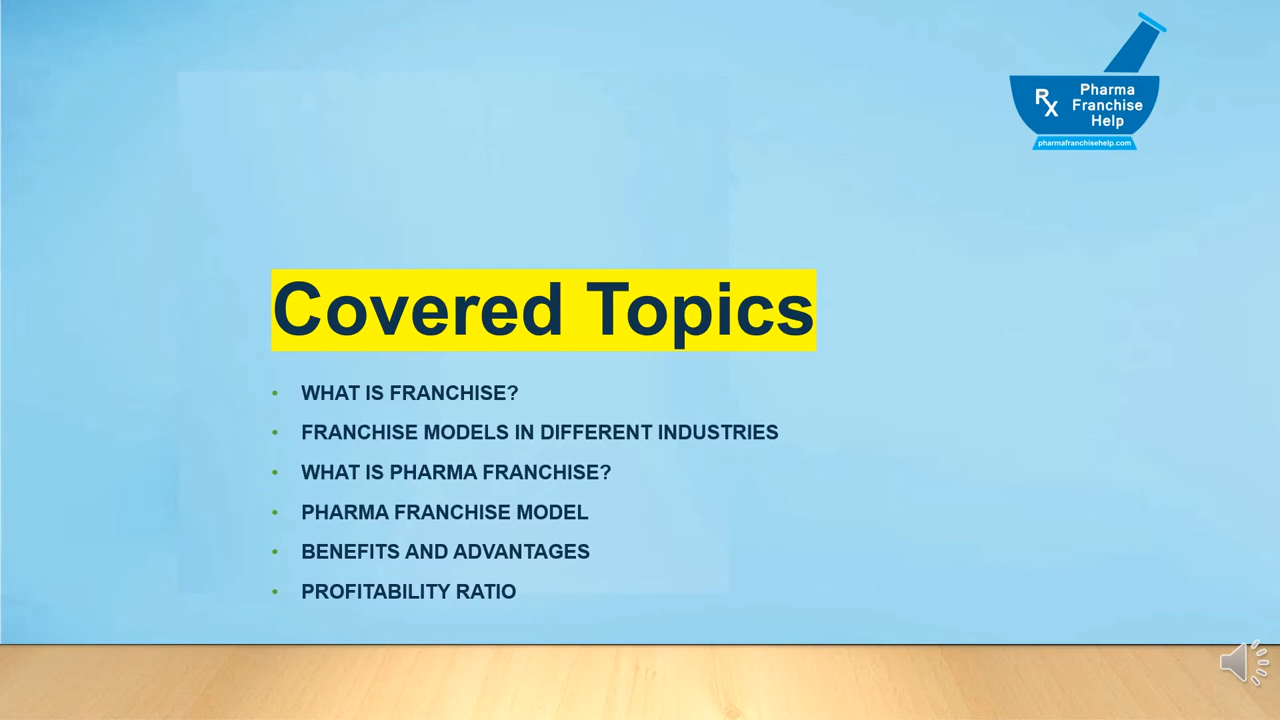 Rx Pharma
Franchise
Help
pharmafranchisehelp.com
Covered Topics
• WHAT IS FRANCHISE?
• FRANCHISE MODELS IN DIFFERENT INDUSTRIES
• WHAT IS PHARMA FRANCHISE?
• PHARMA FRANCHISE MODEL
• BENEFITS AND ADVANTAGES
• PROFITABILITY RATIO